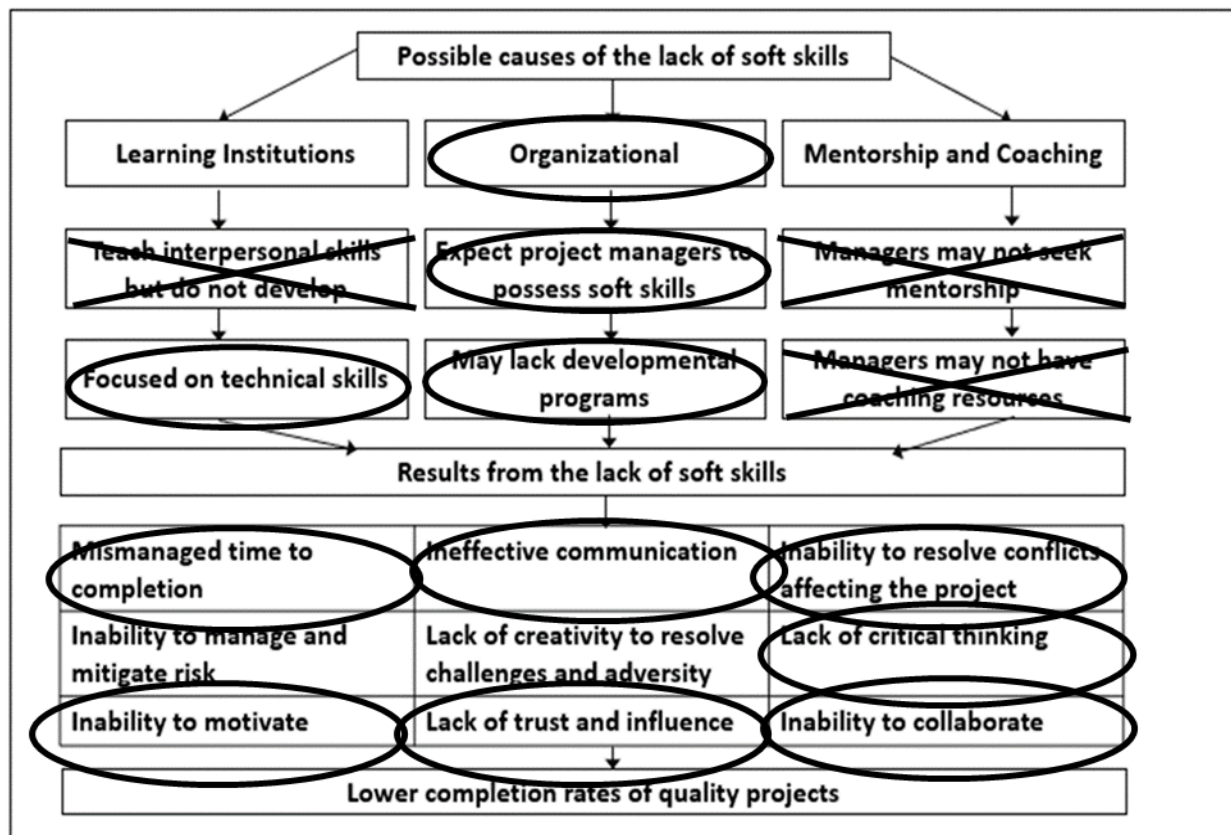 Possible causes of the lack of soft skills
Learning Institutions
Organizational
Mentorship and Coaching
Teach interpersonal skills
but do not develop
Expect project managers to
possess soft skills
Managers may not seek
mentorship
Focused on technical skills
May lack developmental
programs
Managers may not have
coaching resources
Results from the lack of soft skills
Mismanaged time to
completion
Ineffective communication
Inability to resolve conflicts
affecting the project
Inability to manage and
mitigate risk
Lack of creativity to resolve
challenges and adversity
Lack of critical thinking
Inability to motivate
Lack of trust and influence
Inability to collaborate
Lower completion rates of quality projects